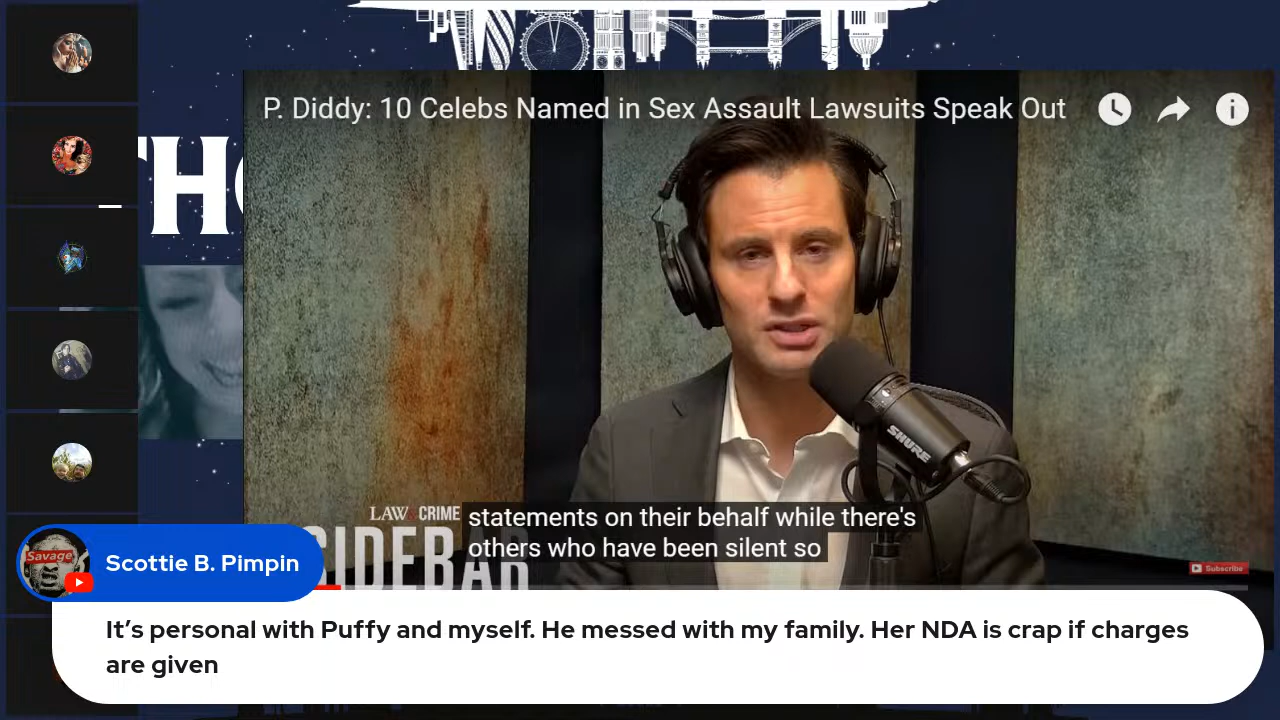 P. Diddy: 10 Celebs Named in Sex Assault Lawsuits Speak Out
TH
SHURE
LAW&CRIME
SIDEBAR
statements on their behalf while there's
others who have been silent so
Subscribe
Savage
Scottie B. Pimpin
It’s personal with Puffy and myself. He messed with my family. Her NDA is crap if charges
are given